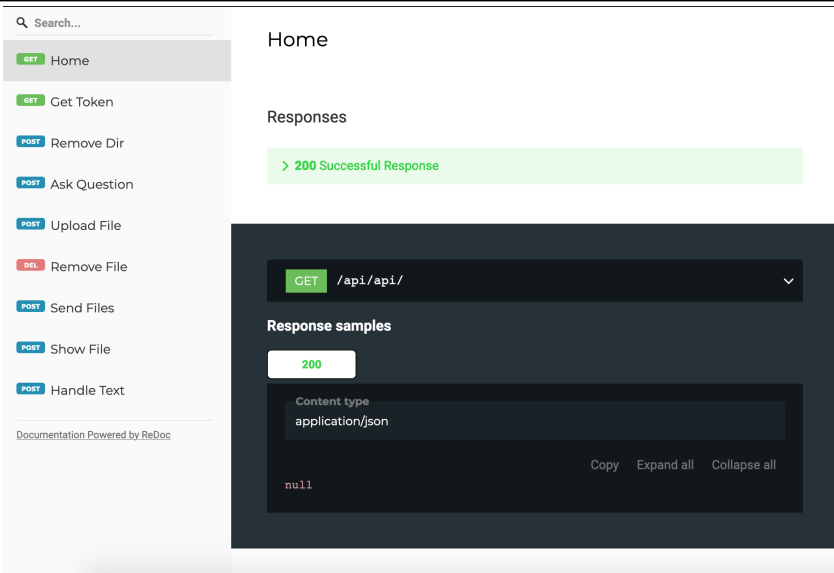 Search...
GET Home
GET Get Token
POST Remove Dir
POST Ask Question
POST Upload File
DEL Remove File
POST Send Files
POST Show File
POST Handle Text
Documentation Powered by ReDoc
Home
Responses
200 Successful Response
GET /api/api/
Response samples
200
Content type
application/json
Copy Expand all Collapse all
null